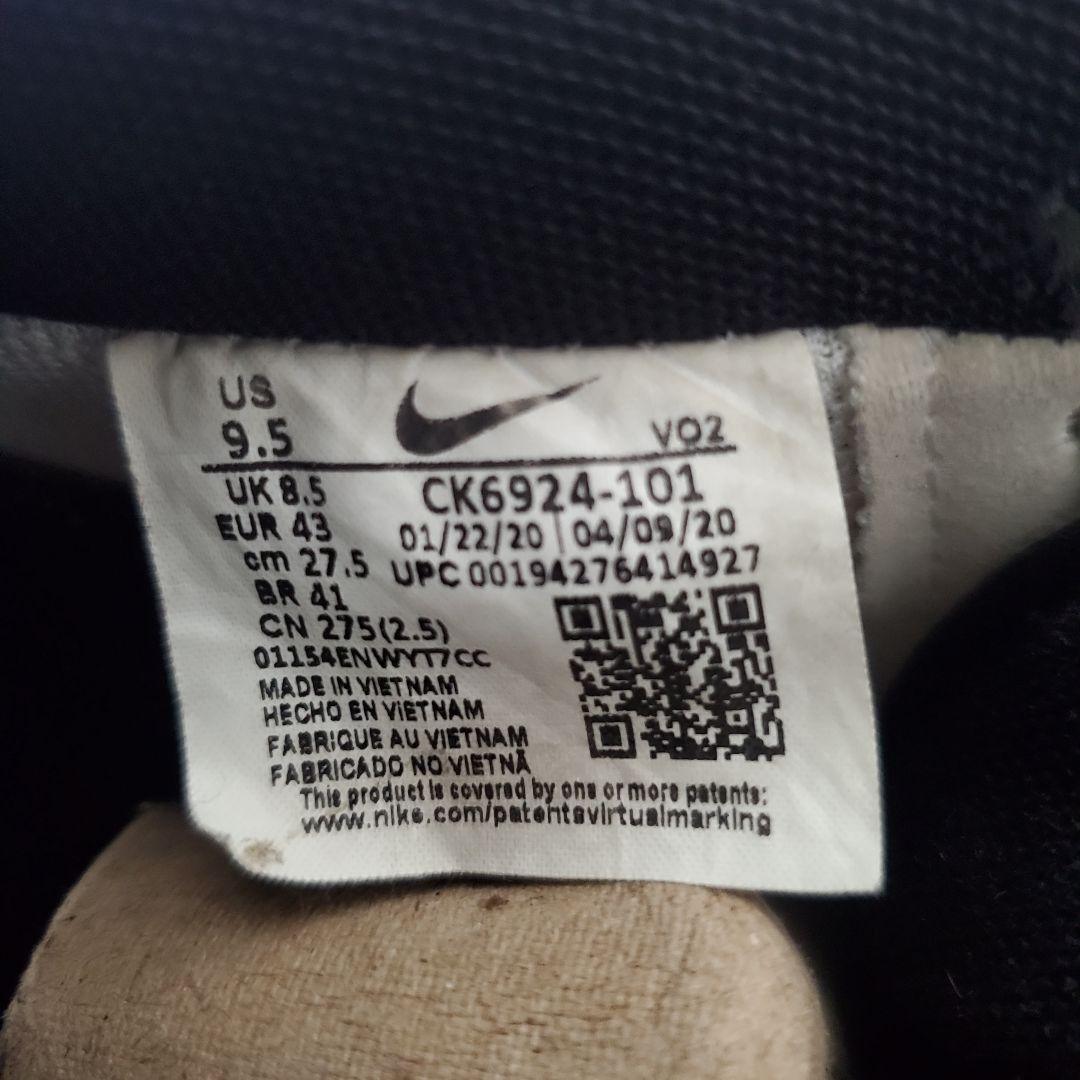 US
9.5
VO2
UK 8.5
EUR 43
cm 27.5
BR 41
CN 275(2.5)
CK6924-101
01/22/20 | 04/09/20
UPC 00194276414927
01154ENWYT7CC
MADE IN VIETNAM
HECHO EN VIETNAM
FABRIQUE AU VIETNAM
FABRICADO NO VIETNÃ
This product is covered by one or more patents:
www.nike.com/patentsvirtualmarking